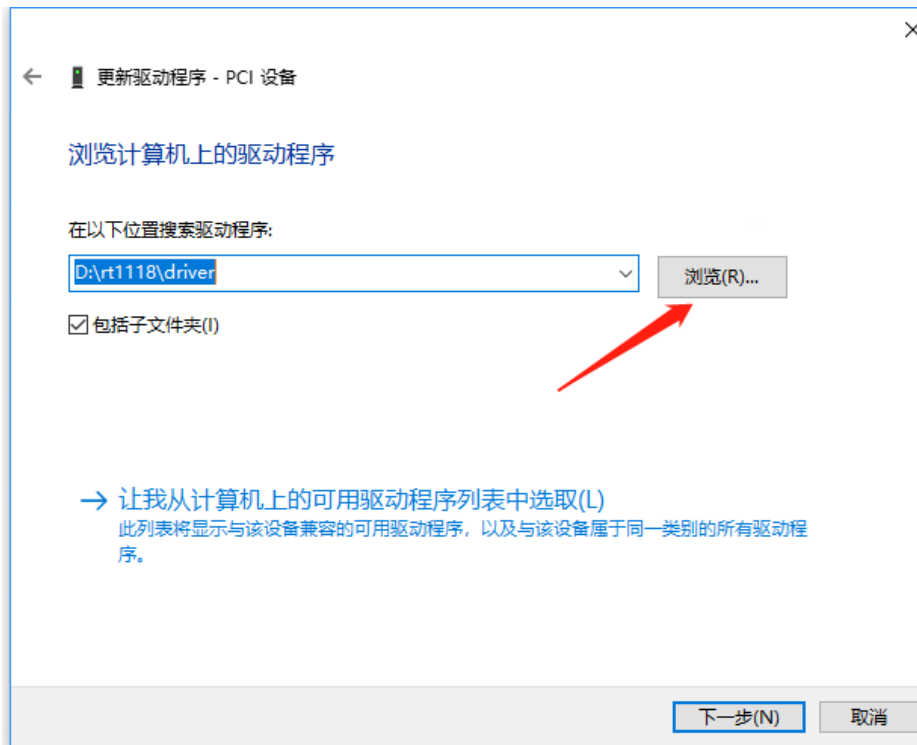 更新驱动程序 - PCI 设备
浏览计算机上的驱动程序
在以下位置搜索驱动程序:
D:\rt1118\driver
浏览(R)...
包括子文件夹(I)
让我从计算机上的可用驱动程序列表中选取(L)
此列表将显示与该设备兼容的可用驱动程序，以及与该设备属于同一类别的所有驱动程
序。
下一步(N)
取消